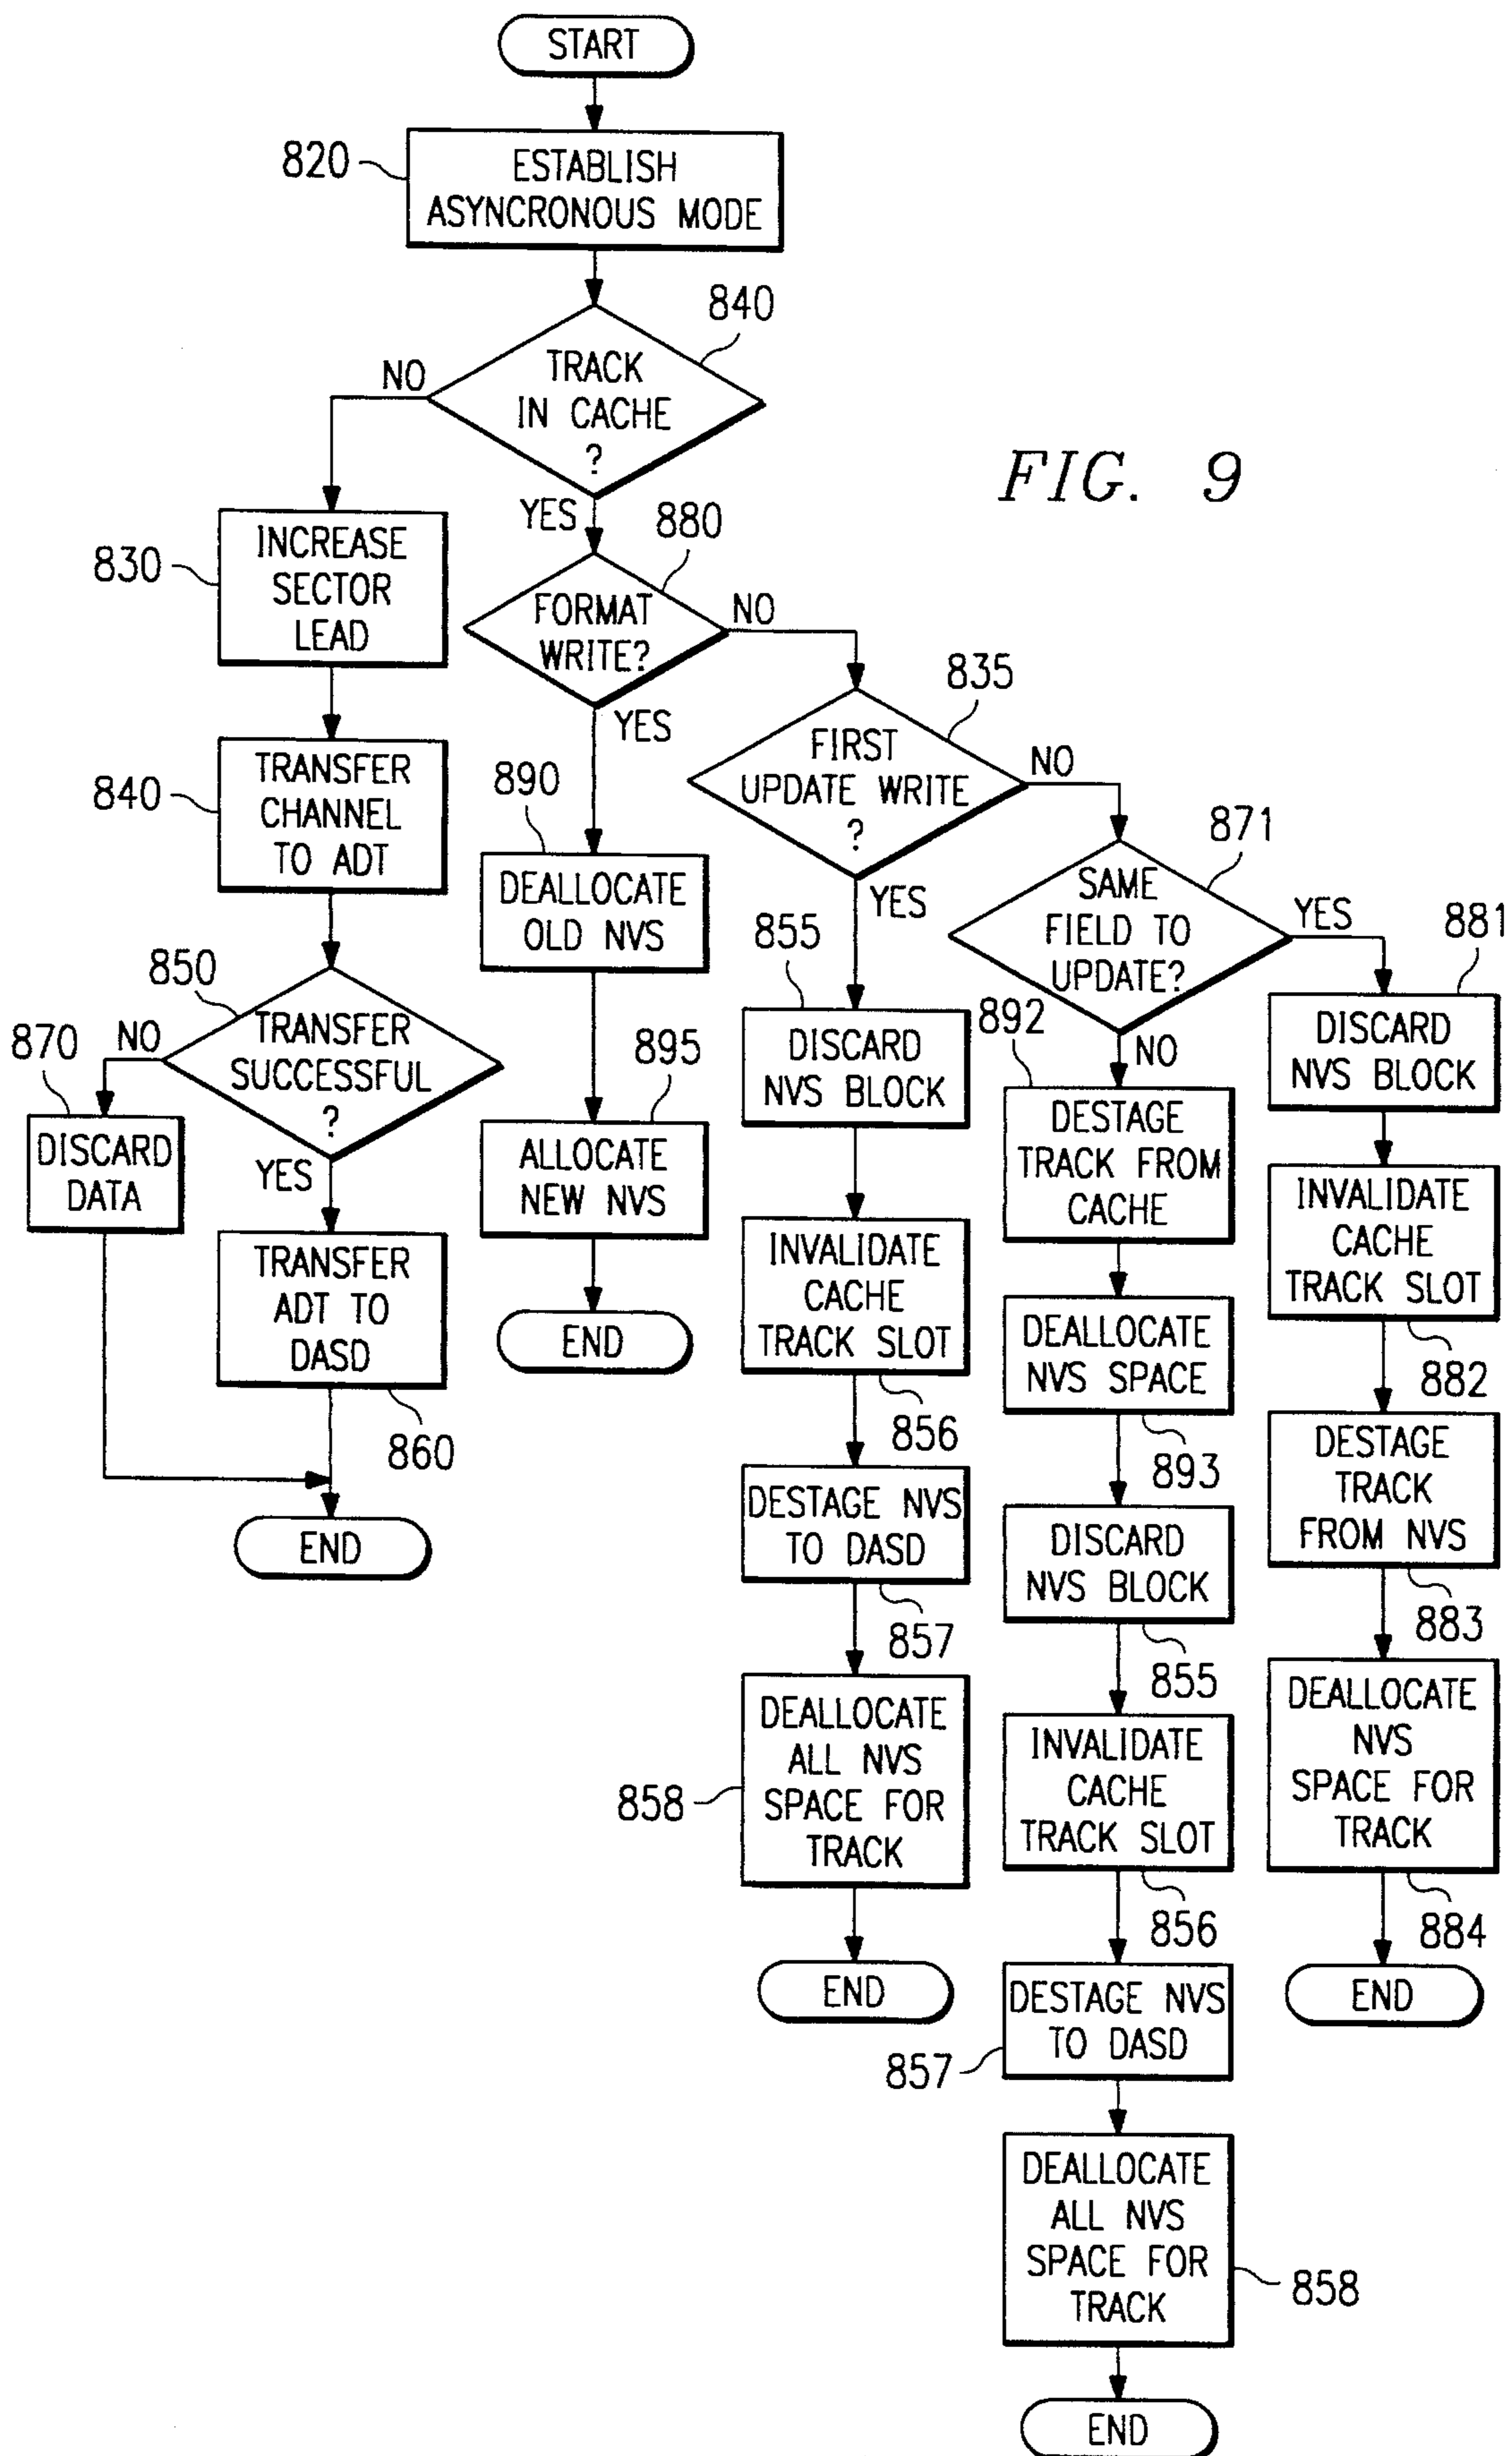 START
820
ESTABLISH
ASYNCRONOUS MODE
840
TRACK
IN CACHE
?
NO
YES
FIG. 9
830
INCREASE
SECTOR
LEAD
880
FORMAT
WRITE?
NO
YES
840
TRANSFER
CHANNEL
TO ADT
835
FIRST
UPDATE WRITE
?
NO
YES
890
DEALLOCATE
OLD NVS
871
SAME
FIELD TO
UPDATE?
YES
NO
850
TRANSFER
SUCCESSFUL
?
NO
YES
870
DISCARD
DATA
TRANSFER
ADT TO
DASD
860
END
895
ALLOCATE
NEW NVS
END
855
DISCARD
NVS BLOCK
INVALIDATE
CACHE
TRACK SLOT
856
DESTAGE NVS
TO DASD
857
DEALLOCATE
ALL NVS
SPACE FOR
TRACK
858
END
892
DESTAGE
TRACK FROM
CACHE
DEALLOCATE
NVS SPACE
893
DISCARD
NVS BLOCK
855
INVALIDATE
CACHE
TRACK SLOT
856
DESTAGE NVS
TO DASD
857
DEALLOCATE
ALL NVS
SPACE FOR
TRACK
858
END
881
DISCARD
NVS BLOCK
INVALIDATE
CACHE
TRACK SLOT
882
DESTAGE
TRACK
FROM NVS
883
DEALLOCATE
NVS
SPACE FOR
TRACK
884
END